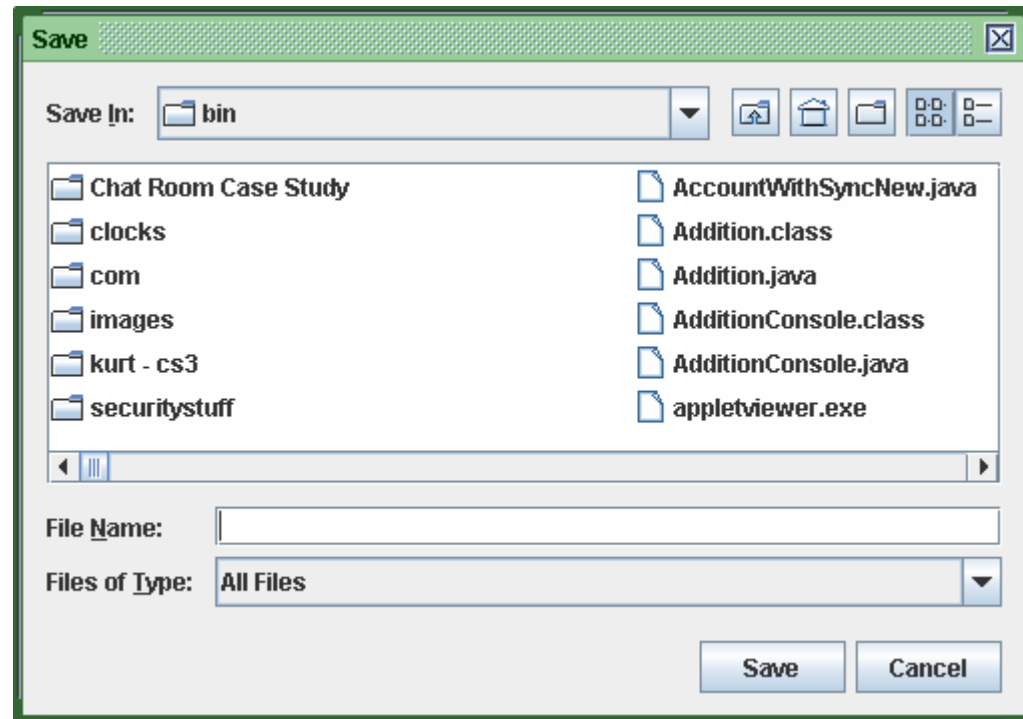 Save
Save In: bin
Chat Room Case Study
clocks
com
images
kurt - cs3
securitystuff
AccountWithSyncNew.java
Addition.class
Addition.java
AdditionConsole.class
AdditionConsole.java
appletviewer.exe
File Name:
Files of Type: All Files
Save Cancel